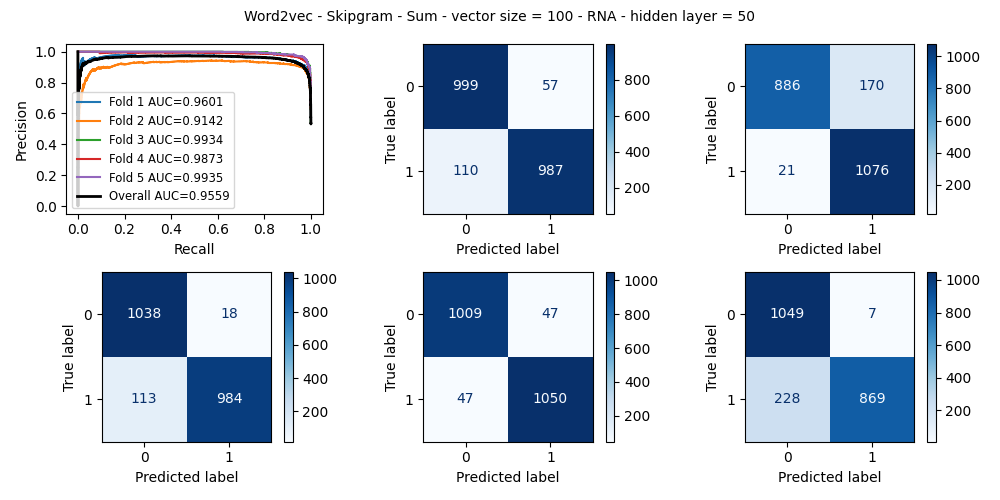 Word2vec - Skipgram - Sum - vector size = 100 - RNA - hidden layer = 50
Precision
1.0
0.8
0.6
0.4
0.2
0.0
Fold 1 AUC=0.9601
Fold 2 AUC=0.9142
Fold 3 AUC=0.9934
Fold 4 AUC=0.9873
Fold 5 AUC=0.9935
Overall AUC=0.9559
0.0 0.2 0.4 0.6 0.8 1.0
Recall
True label
0 999 57
1 110 987
0 1
Predicted label
800
600
400
200
True label
0 886 170
1 21 1076
0 1
Predicted label
1000
800
600
400
200
True label
0 1038 18
1 113 984
0 1
Predicted label
1000
800
600
400
200
True label
0 1009 47
1 47 1050
0 1
Predicted label
1000
800
600
400
200
True label
0 1049 7
1 228 869
0 1
Predicted label
1000
800
600
400
200